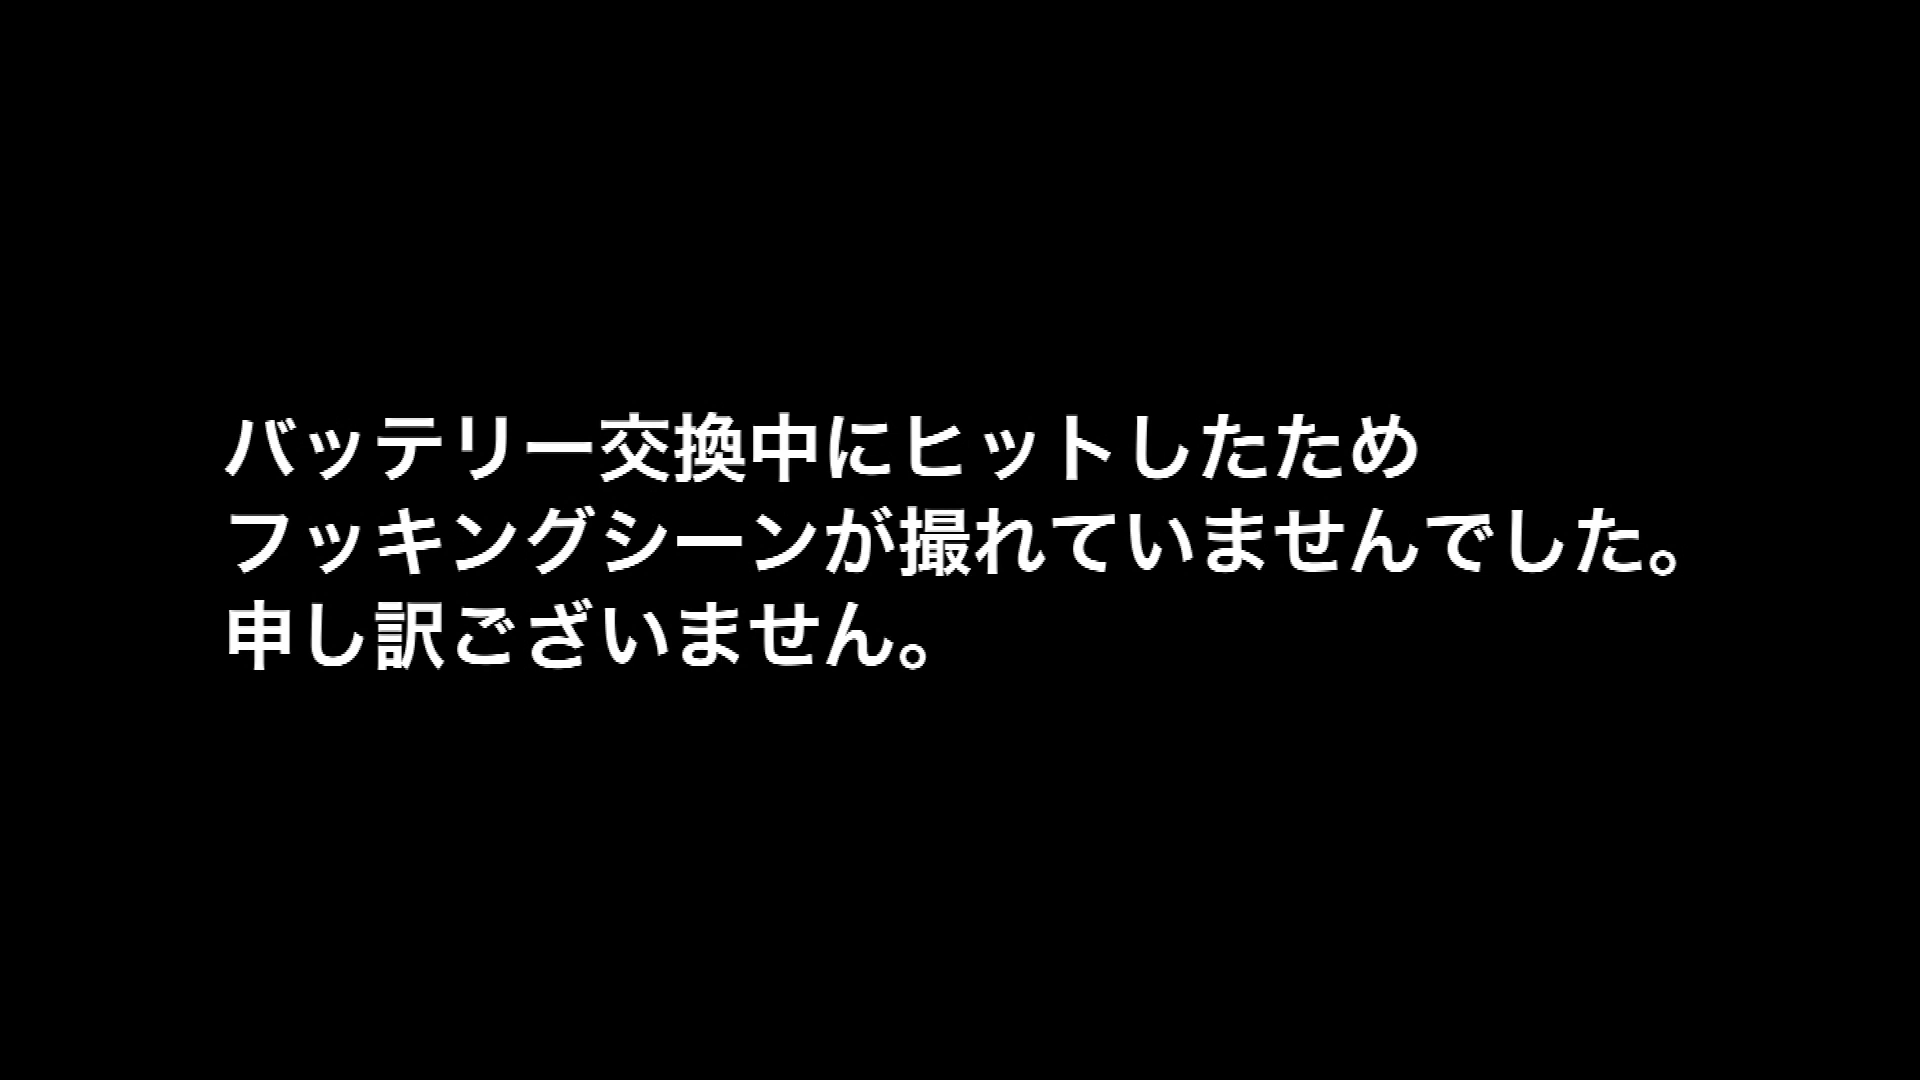 バッテリー交換中にヒットしたため
フッキングシーンが撮れていませんでした。
申し訳ございません。